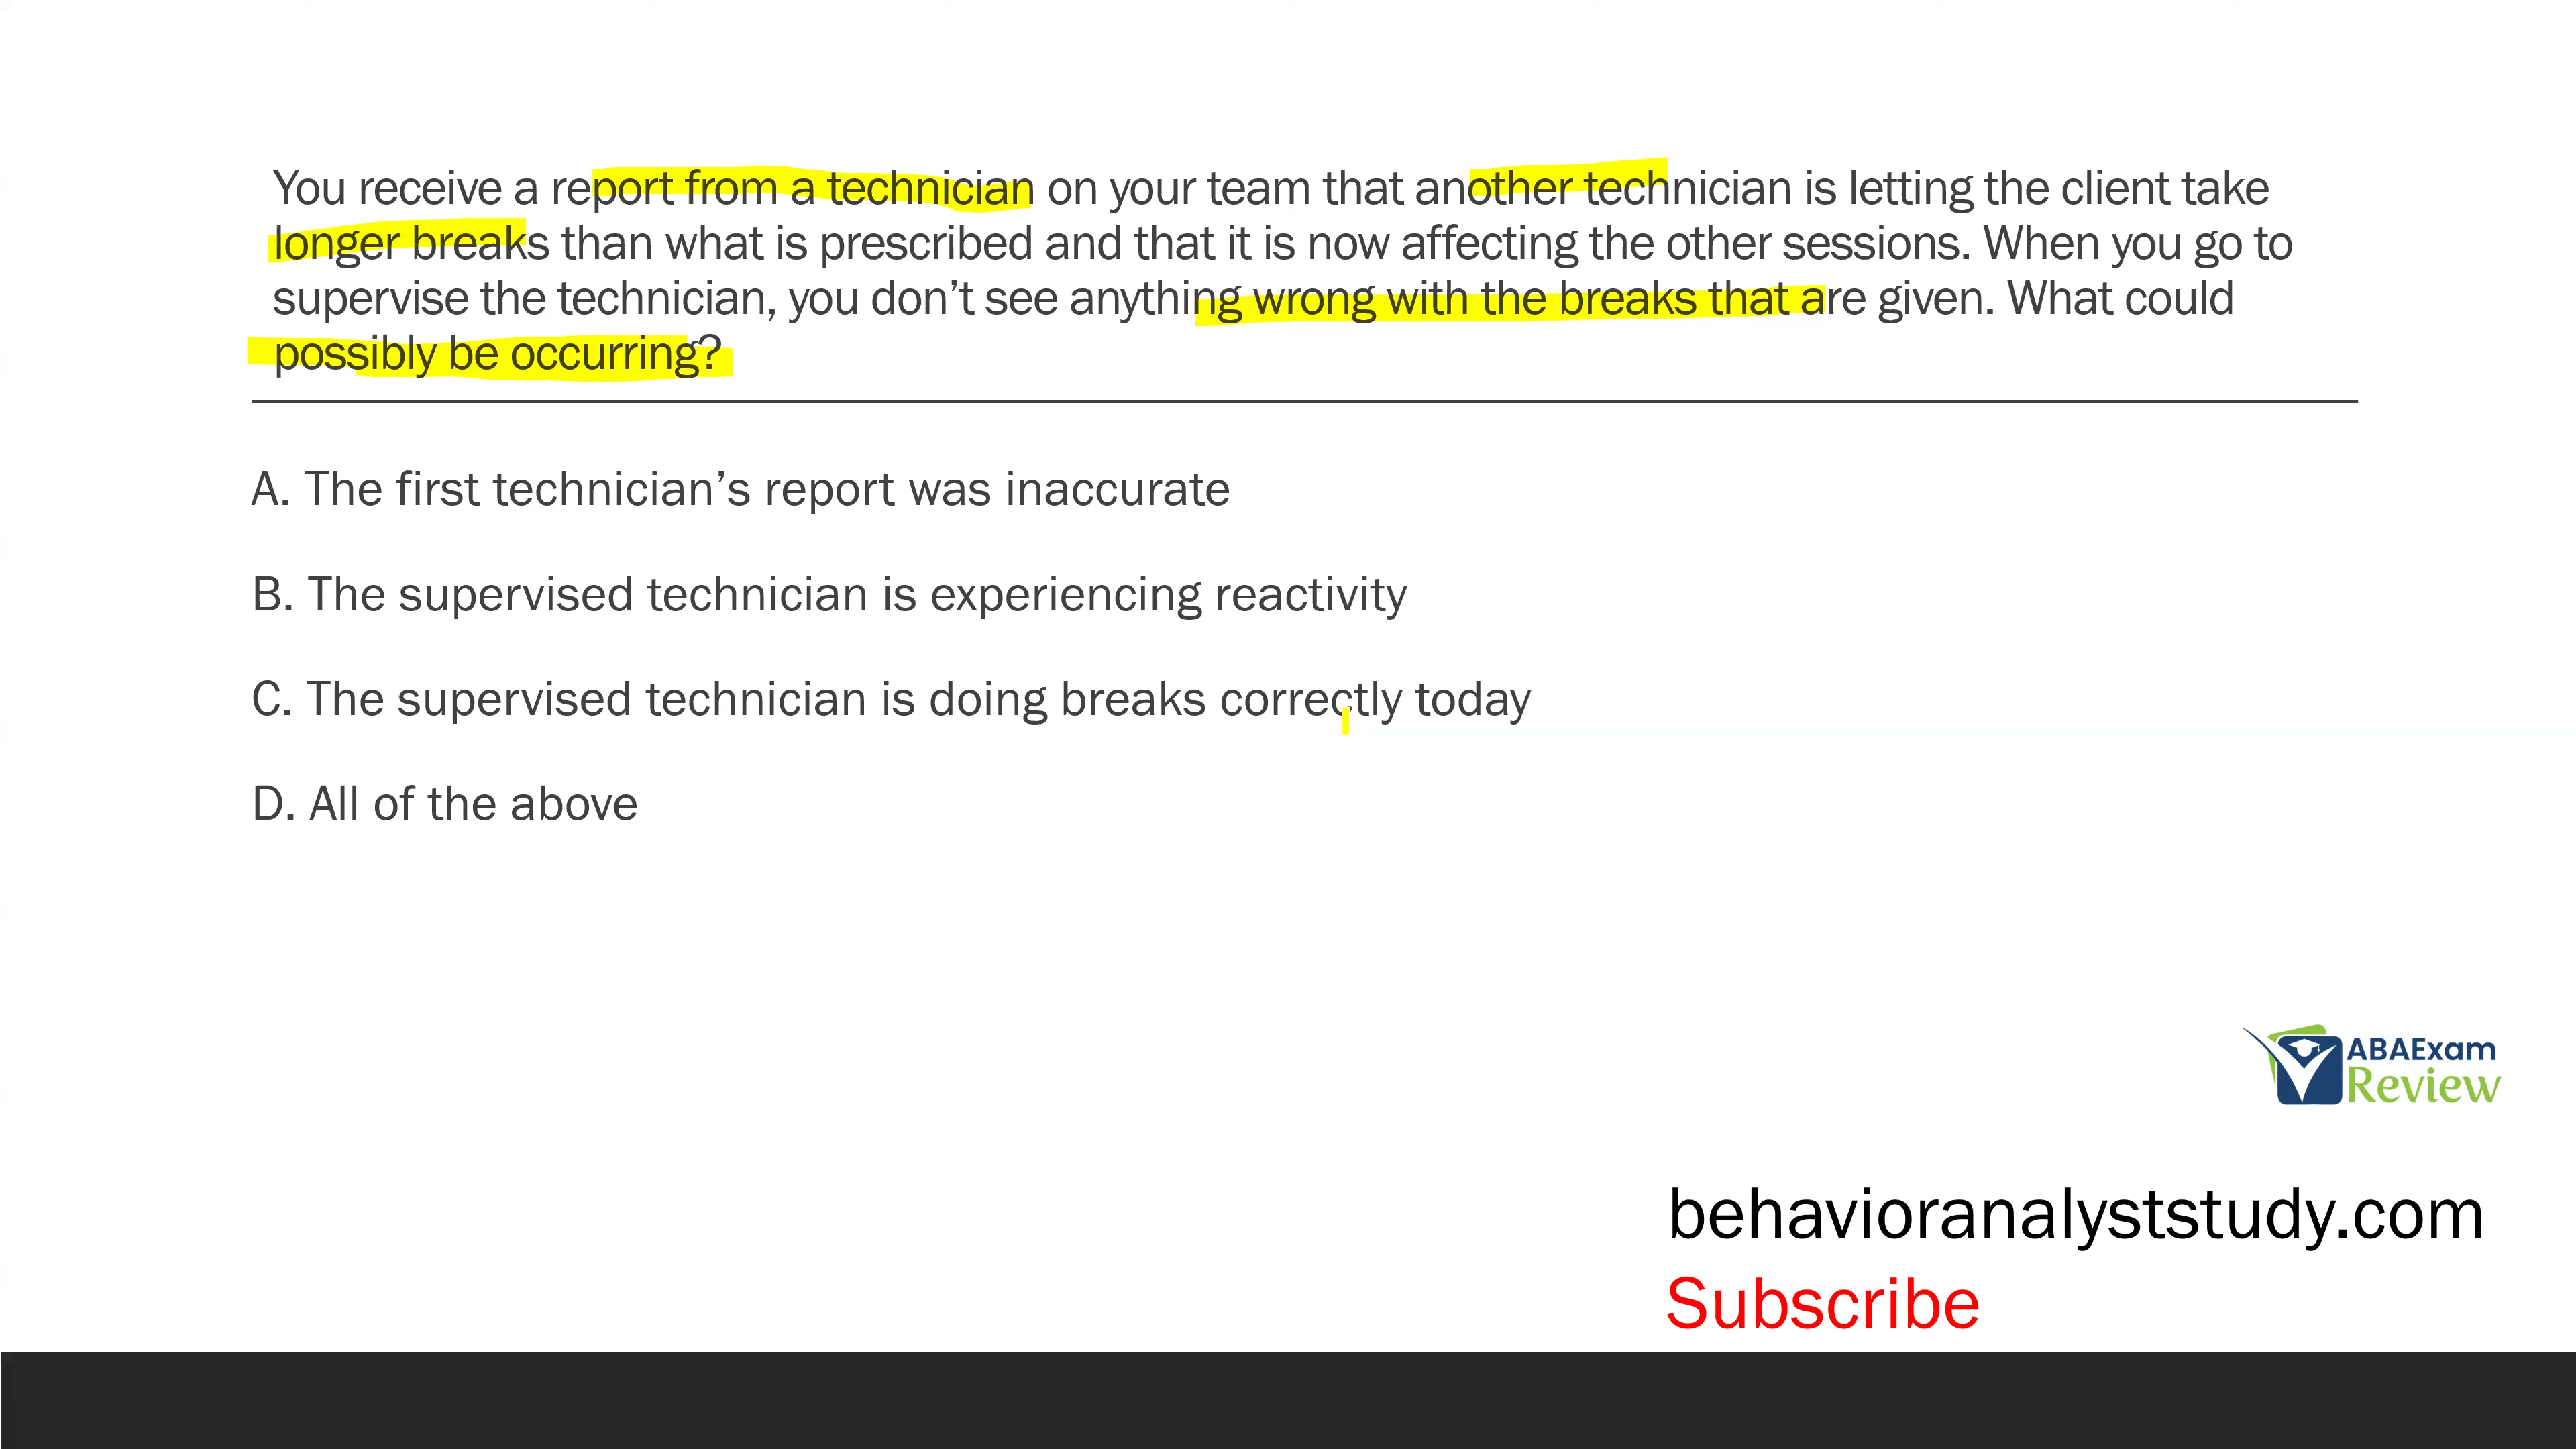 You receive a report from a technician on your team that another technician is letting the client take
longer breaks than what is prescribed and that it is now affecting the other sessions. When you go to
supervise the technician, you don’t see anything wrong with the breaks that are given. What could
possibly be occurring?
A. The first technician’s report was inaccurate
B. The supervised technician is experiencing reactivity
C. The supervised technician is doing breaks correctly today
D. All of the above
ABAExam
Review
behavioranalyststudy.com
Subscribe